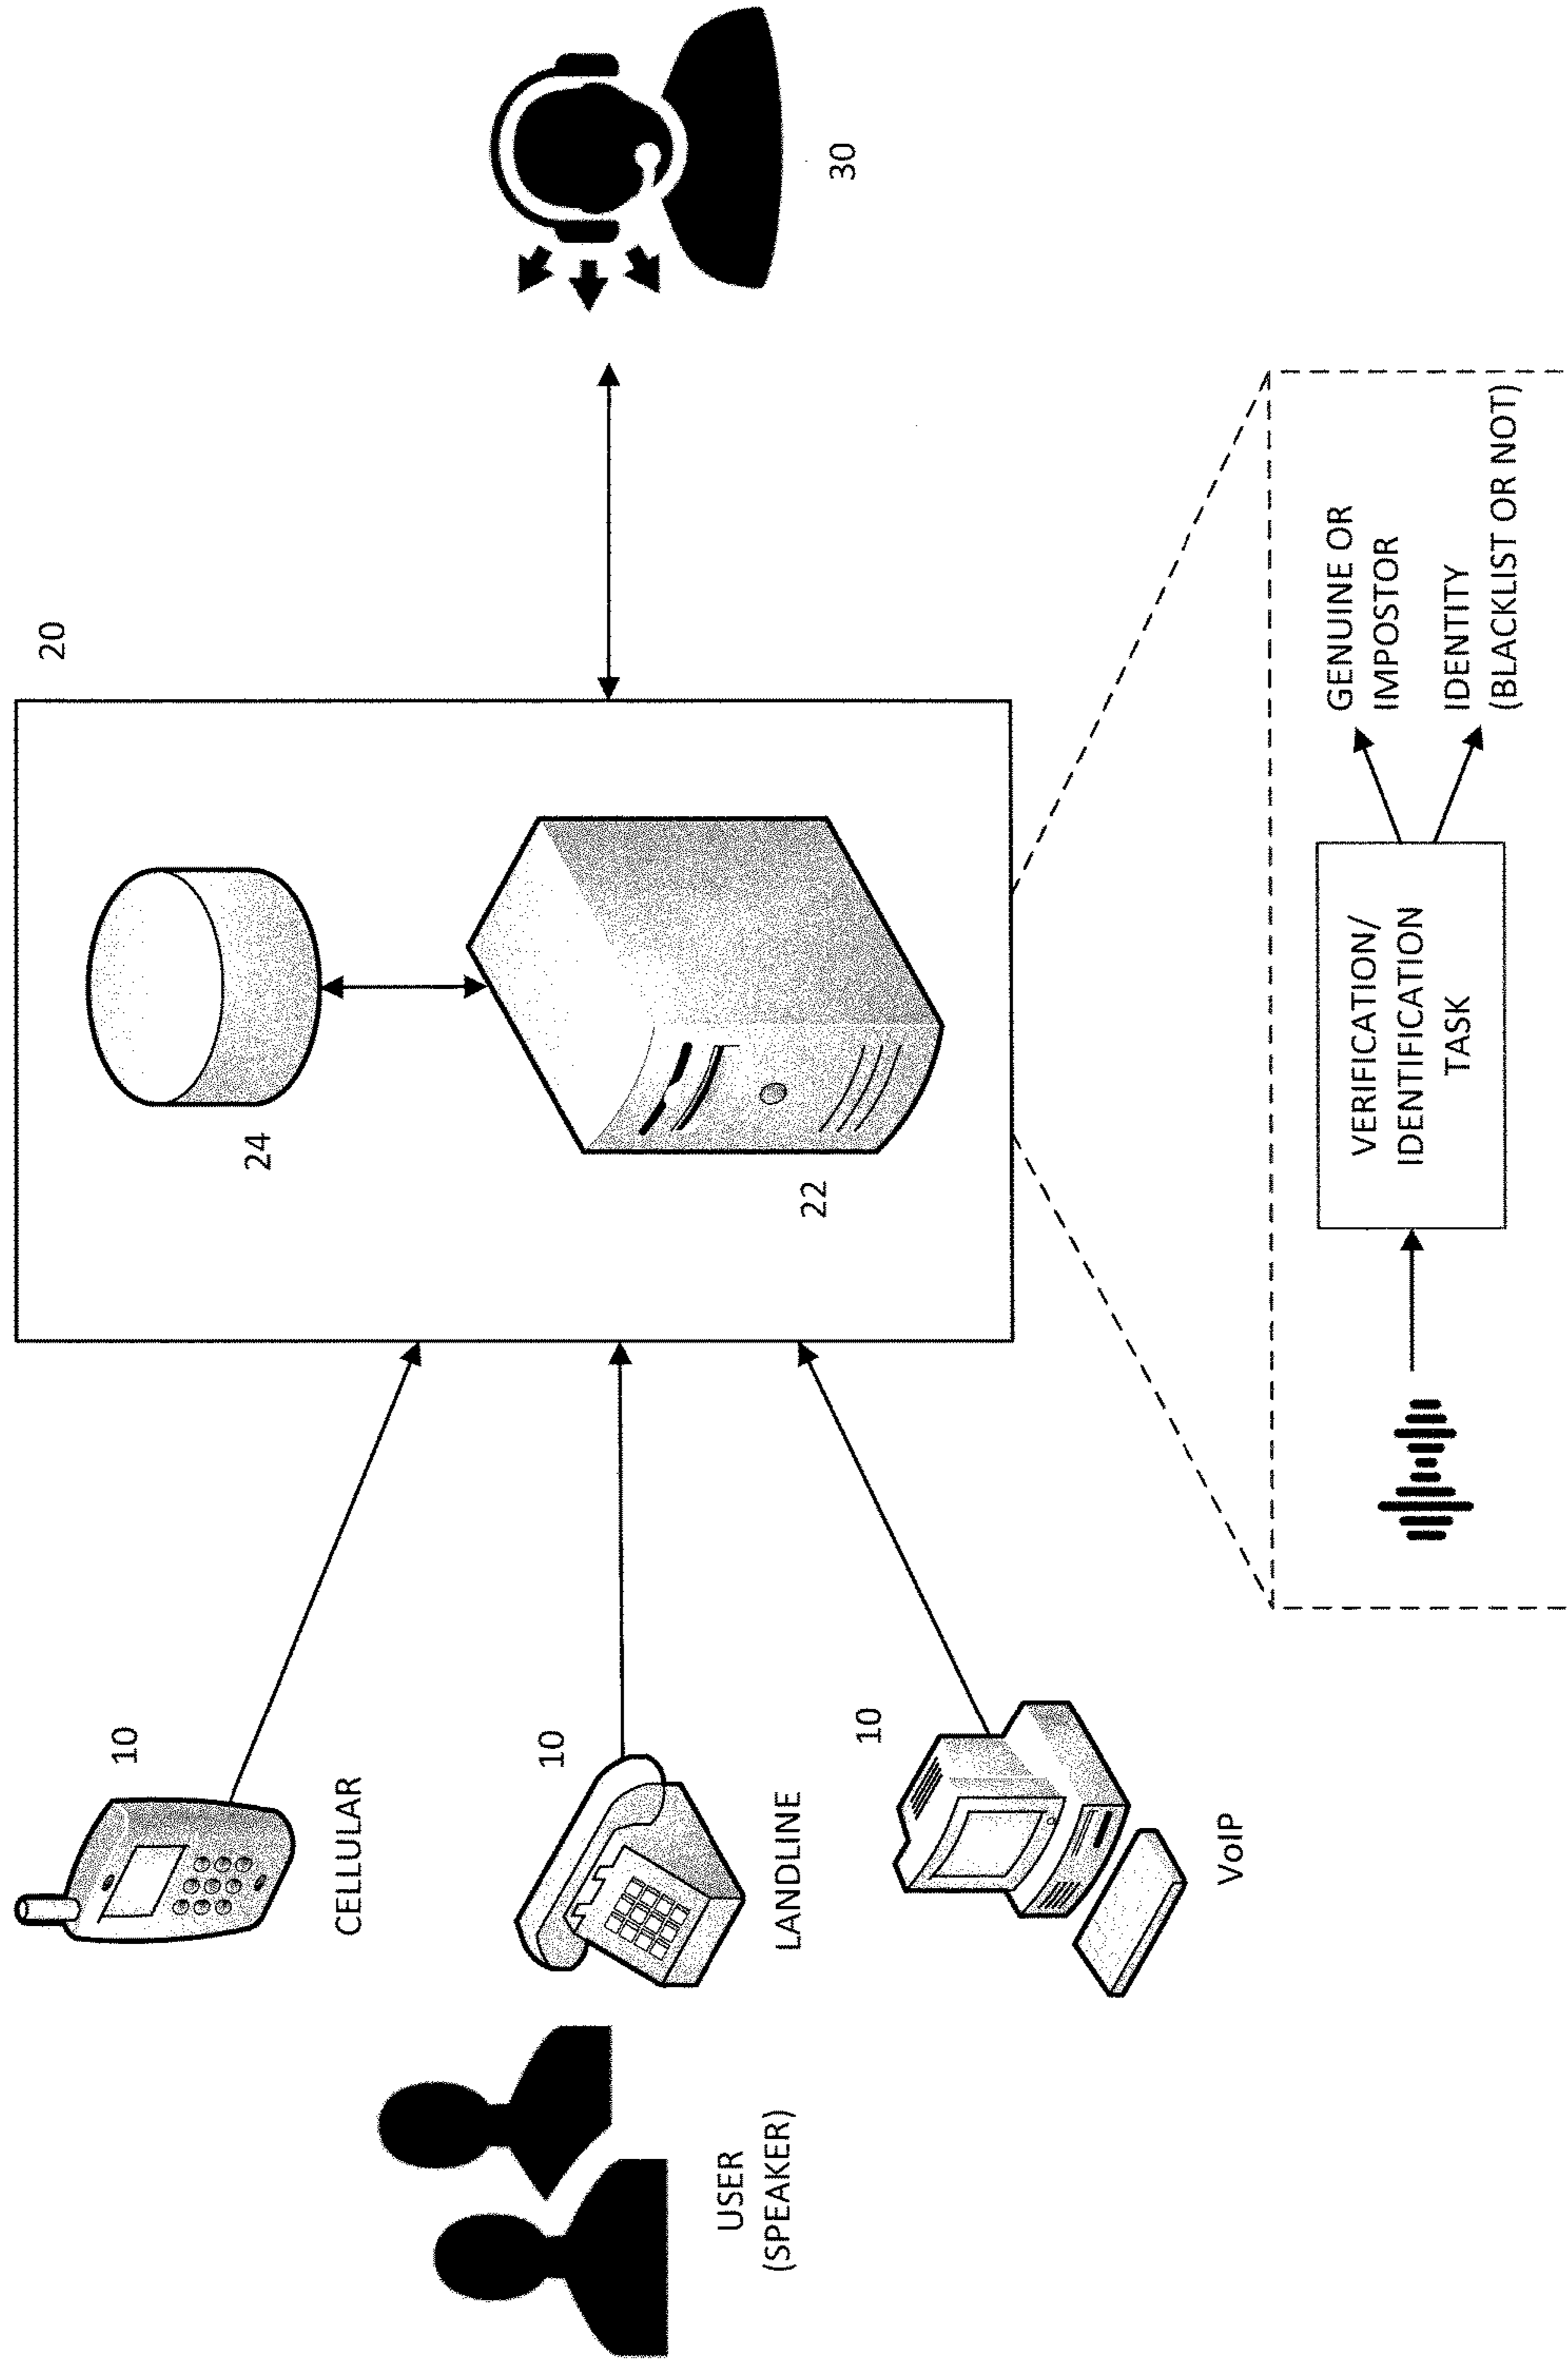 20
10
CELLULAR
24
10
LANDLINE
22
30
USER
(SPEAKER)
10
VoIP
VERIFICATION/
IDENTIFICATION
TASK
GENUINE OR
IMPOSTOR
IDENTITY
(BLACKLIST OR NOT)